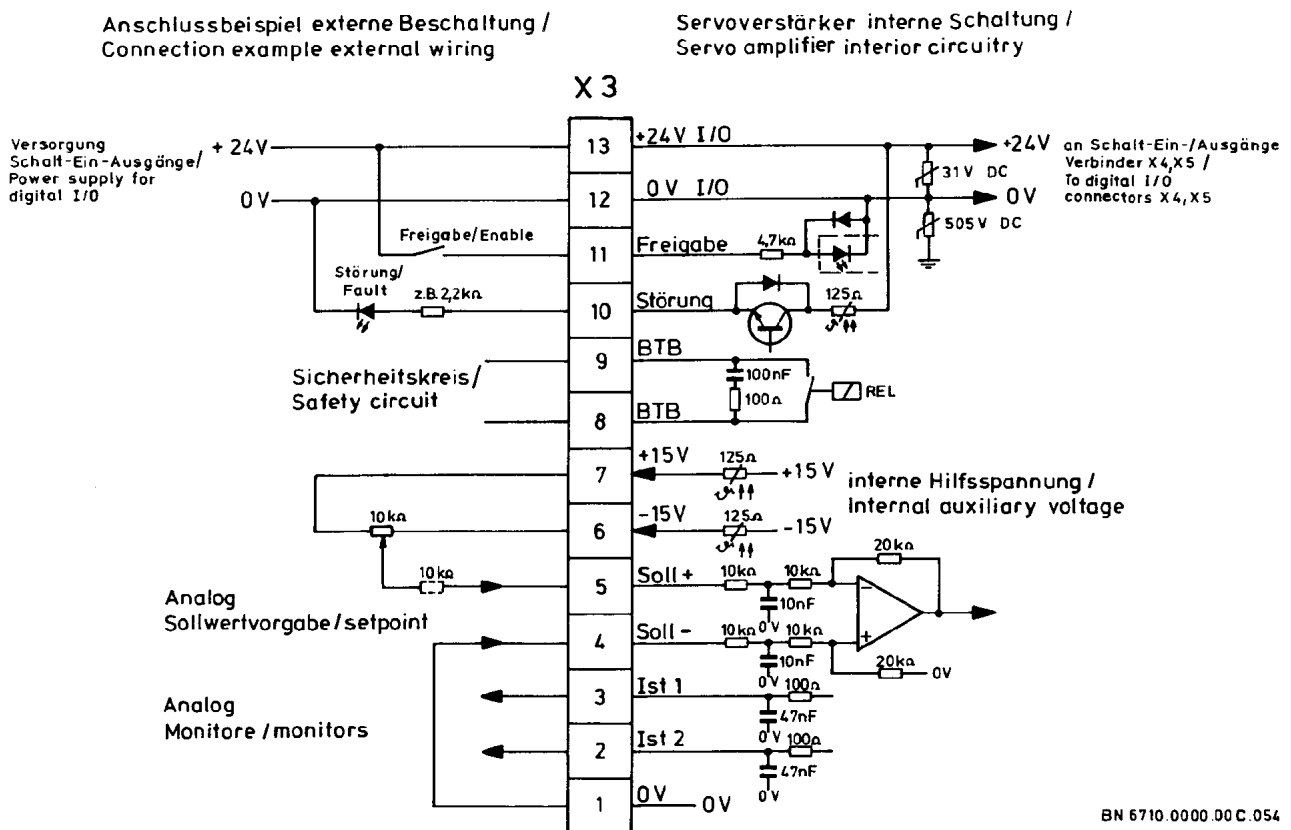 Anschlussbeispiel externe Beschaltung /
Connection example external wiring
Servoverstärker interne Schaltung /
Servo amplifier interior circuitry
X3
Versorgung
Schalt-Ein-Ausgänge/
Power supply for
digital I/O
+ 24V
13
+24V I/O
+24V
an Schalt-Ein-/Ausgänge
Verbinder X4,X5 /
To digital I/O
connectors X4,X5
31V DC
0V
12
0V I/O
0V
505V DC
Freigabe/Enable
11
Freigabe
4,7kΩ
Störung/
Fault
z.B. 2,2kΩ
10
Störung
125Ω
Sicherheitskreis/
Safety circuit
9
BTB
100nF
100Ω
REL
8
BTB
7
+15V
125Ω
+15V
interne Hilfsspannung /
Internal auxiliary voltage
10kΩ
6
-15V
125Ω
-15V
10kΩ
5
Soll +
10kΩ
10kΩ
20kΩ
10nF
0V
−
+
Analog
Sollwertvorgabe/setpoint
4
Soll -
10kΩ
10kΩ
10nF
0V
20kΩ
0V
Analog
Monitore / monitors
3
Ist 1
100Ω
47nF
0V
2
Ist 2
100Ω
47nF
0V
1
0V
0V
BN 6710.0000.00C.054